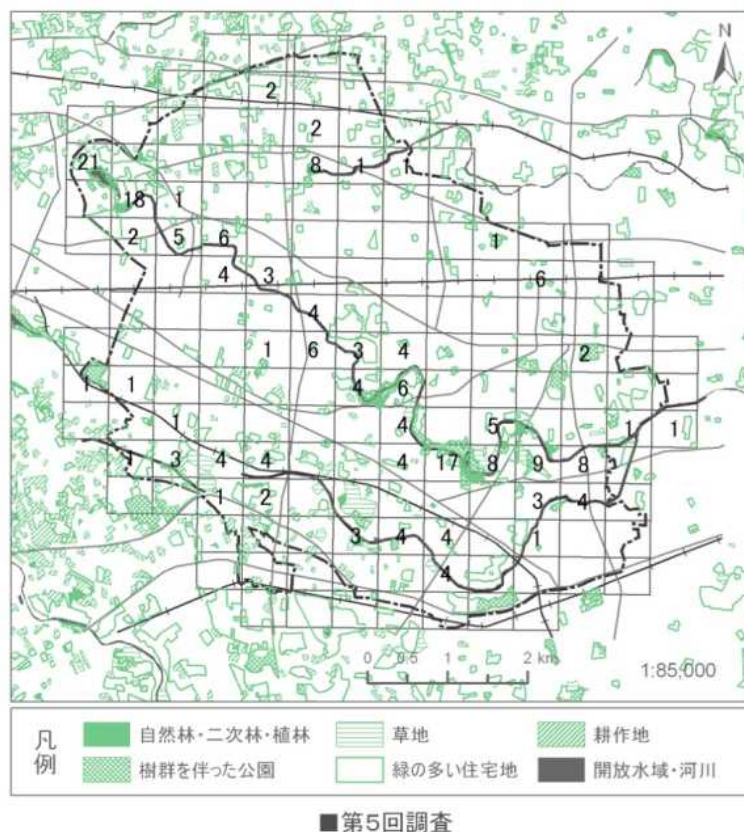 N
2
2
21 8 1 1
18 1
2 5 6 1
4 3 6
4
1 6 3 4 2
1 1 4 6
1 4 5 1 1
1 3 4 4 4 17 8 9 8
1 2 3 4
3 4 4 1
4
0 0.5 1 2 km
1:85,000
凡例
自然林・二次林・植林 草地 耕作地
樹群を伴った公園 緑の多い住宅地 開放水域・河川
■第5回調査